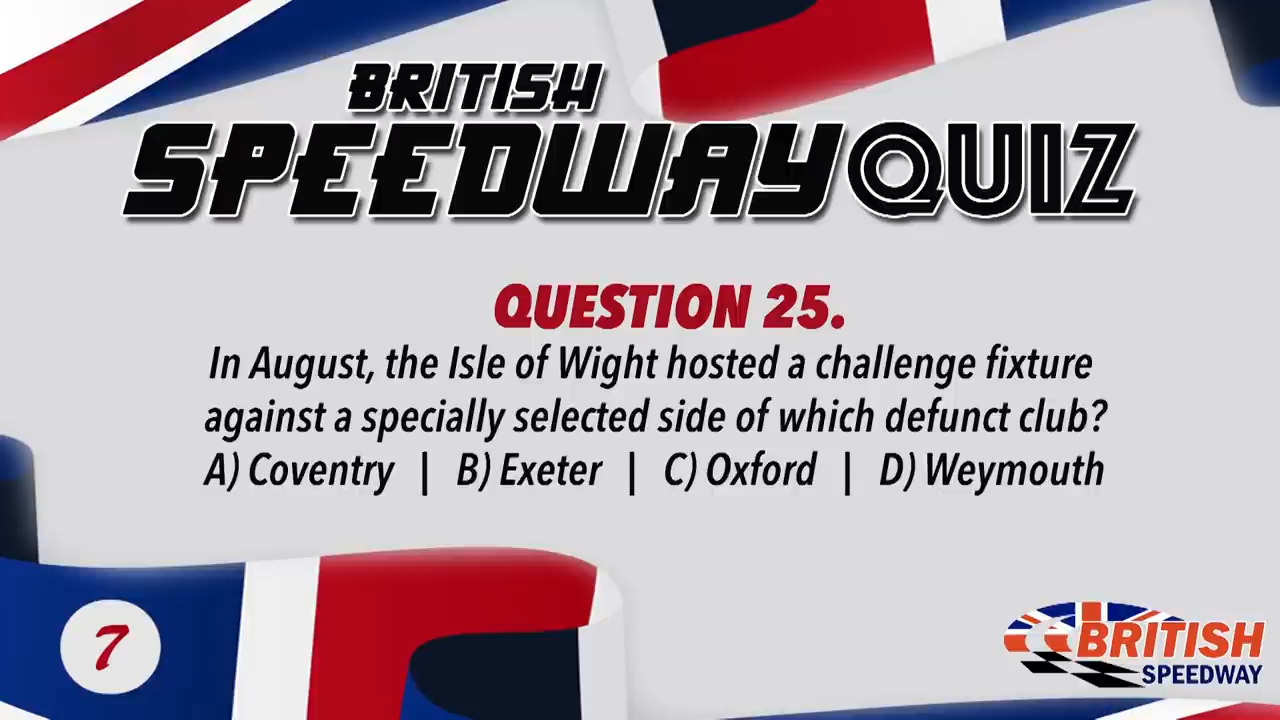 BRITISH
SPEEDWAY QUIZ
QUESTION 25.
In August, the Isle of Wight hosted a challenge fixture
against a specially selected side of which defunct club?
A) Coventry | B) Exeter | C) Oxford | D) Weymouth
7
BRITISH
SPEEDWAY